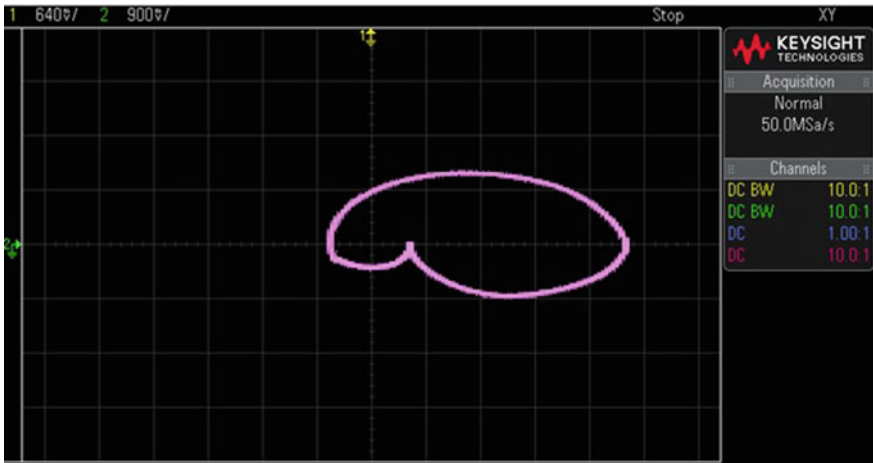 1 640V/ 2 900V/ Stop XY
1
2
KEYSIGHT
TECHNOLOGIES
Acquisition
Normal
50.0MSa/s
Channels
DC BW 10.0:1
DC BW 10.0:1
DC 1.00:1
DC 10.0:1